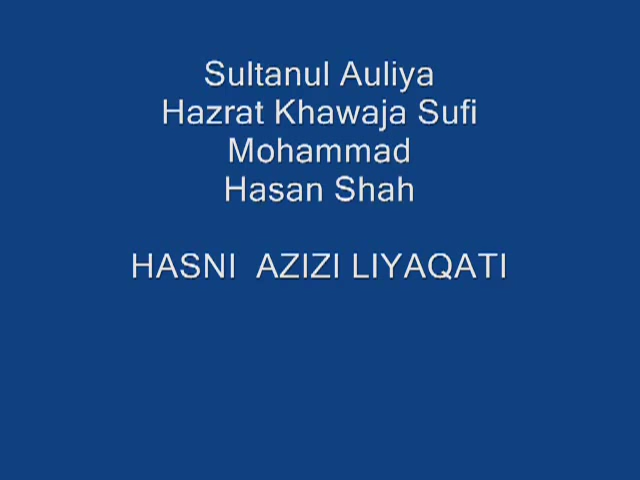 Sultanul Auliya
Hazrat Khawaja Sufi
Mohammad
Hasan Shah
HASNI  AZIZI LIYAQATI